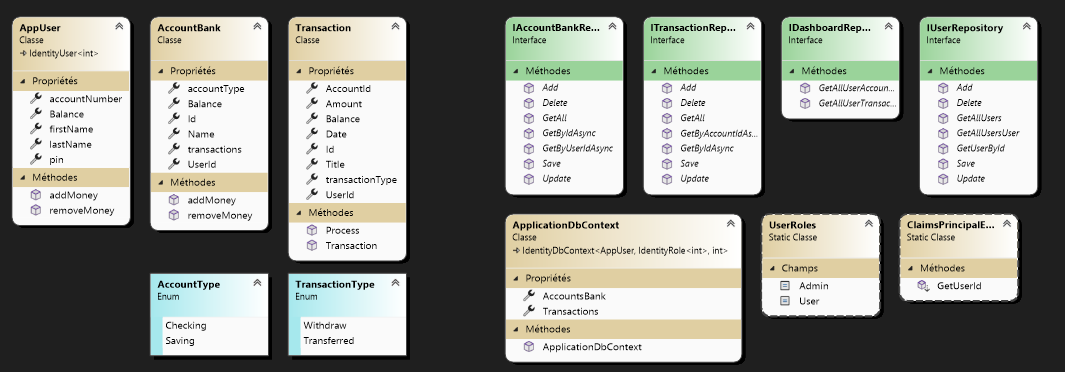 AppUser
Classe
IdentityUser<int>
Propriétés
accountNumber
Balance
firstName
lastName
pin
Méthodes
addMoney
removeMoney
AccountBank
Classe
Propriétés
accountType
Balance
Id
Name
transactions
UserId
Méthodes
addMoney
removeMoney
Transaction
Classe
Propriétés
AccountId
Amount
Balance
Date
Id
Title
transactionType
UserId
Méthodes
Process
Transaction
AccountType
Enum
Checking
Saving
TransactionType
Enum
Withdraw
Transferred
IAccountBankRe...
Interface
Méthodes
Add
Delete
GetAll
GetByIdAsync
GetByUserIdAsync
Save
Update
ITransactionRep...
Interface
Méthodes
Add
Delete
GetAll
GetByAccountIdAs...
GetByIdAsync
Save
Update
IDashboardRep...
Interface
Méthodes
GetAllUserAccoun...
GetAllUserTransac...
IUserRepository
Interface
Méthodes
Add
Delete
GetAllUsers
GetAllUsersUser
GetUserById
Save
Update
ApplicationDbContext
Classe
IdentityDbContext<AppUser, IdentityRole<int>, int>
Propriétés
AccountsBank
Transactions
Méthodes
ApplicationDbContext
UserRoles
Static Classe
Champs
Admin
User
ClaimsPrincipalE...
Static Classe
Méthodes
GetUserId